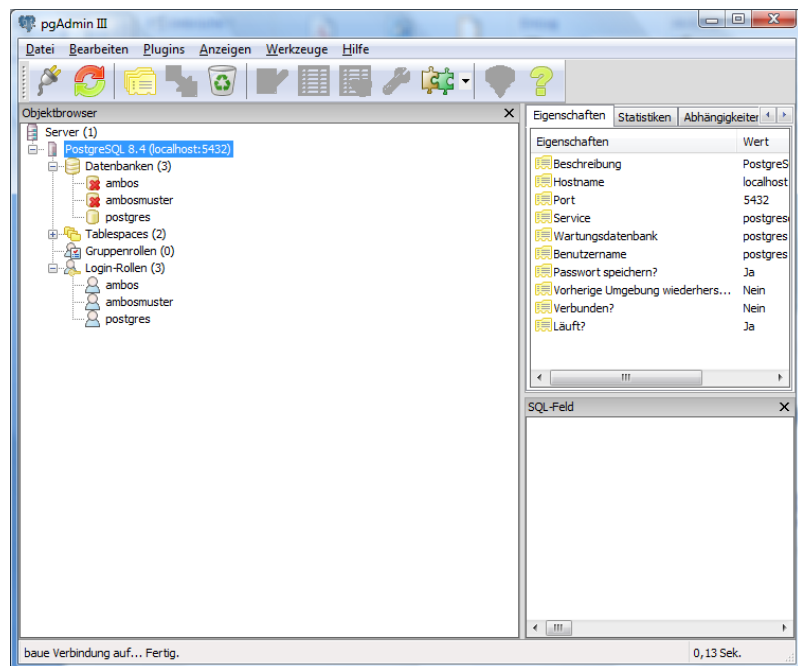 pgAdmin III
Datei Bearbeiten Plugins Anzeigen Werkzeuge Hilfe
Objektbrowser
Server (1)
PostgreSQL 8.4 (localhost:5432)
Datenbanken (3)
ambos
ambosmuster
postgres
Tablespaces (2)
Gruppenrollen (0)
Login-Rollen (3)
ambos
ambosmuster
postgres
Eigenschaften Statistiken Abhängigkeiter
Eigenschaften Wert
Beschreibung PostgreS
Hostname localhost
Port 5432
Service postgres
Wartungsdatenbank postgres
Benutzername postgres
Passwort speichern? Ja
Vorherige Umgebung wiederhers... Nein
Verbunden? Nein
Läuft? Ja
SQL-Feld
baue Verbindung auf... Fertig. 0,13 Sek.